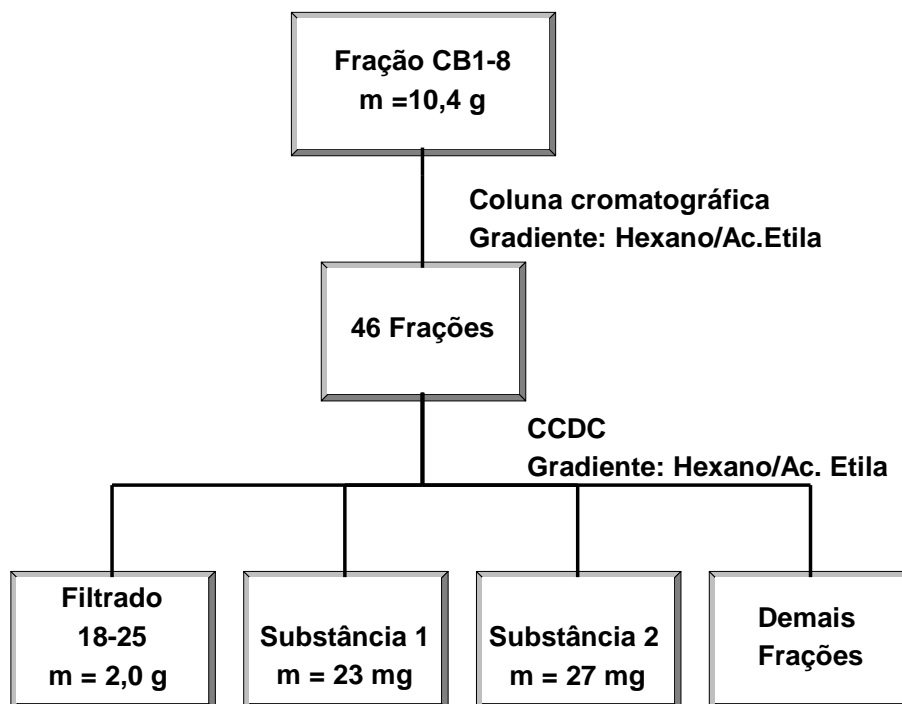 Fração CB1-8
m =10,4 g
Coluna cromatográfica
Gradiente: Hexano/Ac.Etila
46 Frações
CCDC
Gradiente: Hexano/Ac. Etila
Filtrado
18-25
m = 2,0 g
Substância 1
m = 23 mg
Substância 2
m = 27 mg
Demais
Frações